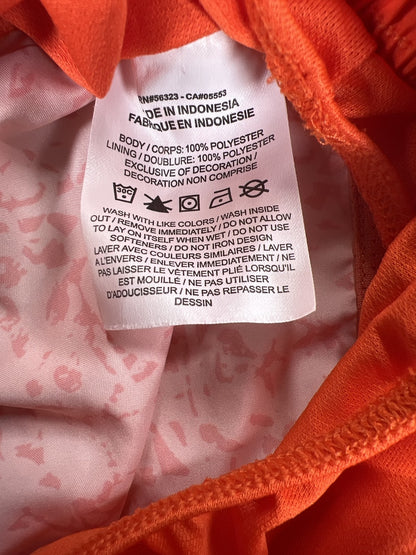 RN#56323 - CA#05553
DE IN INDONESIA
FABRIQUE EN INDONESIE
BODY / CORPS: 100% POLYESTER
LINING / DOUBLURE: 100% POLYESTER
EXCLUSIVE OF DECORATION /
DECORATION NON COMPRISE
50C
WASH WITH LIKE COLORS / WASH INSIDE
OUT / REMOVE IMMEDIATELY / DO NOT ALLOW
TO LAY ON ITSELF WHEN WET / DO NOT USE
SOFTENERS / DO NOT IRON DESIGN
LAVER AVEC COULEURS SIMILAIRES / LAVER
A L'ENVERS / ENLEVER IMMEDIATEMENT / NE
PAS LAISSER LE VÊTEMENT PLIÉ LORSQU'IL
EST MOUILLÉ / NE PAS UTILISER
D'ADOUCISSEUR / NE PAS REPASSER LE
DESSIN